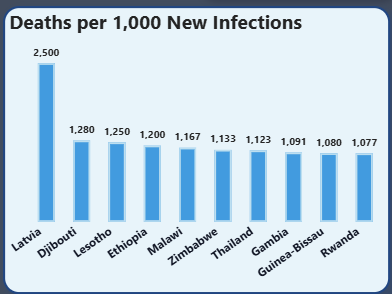 Deaths per 1,000 New Infections
2,500
1,280
1,250
1,200
1,167
1,133
1,123
1,091
1,080
1,077
Latvia
Djibouti
Lesotho
Ethiopia
Malawi
Zimbabwe
Thailand
Gambia
Guinea-Bissau
Rwanda